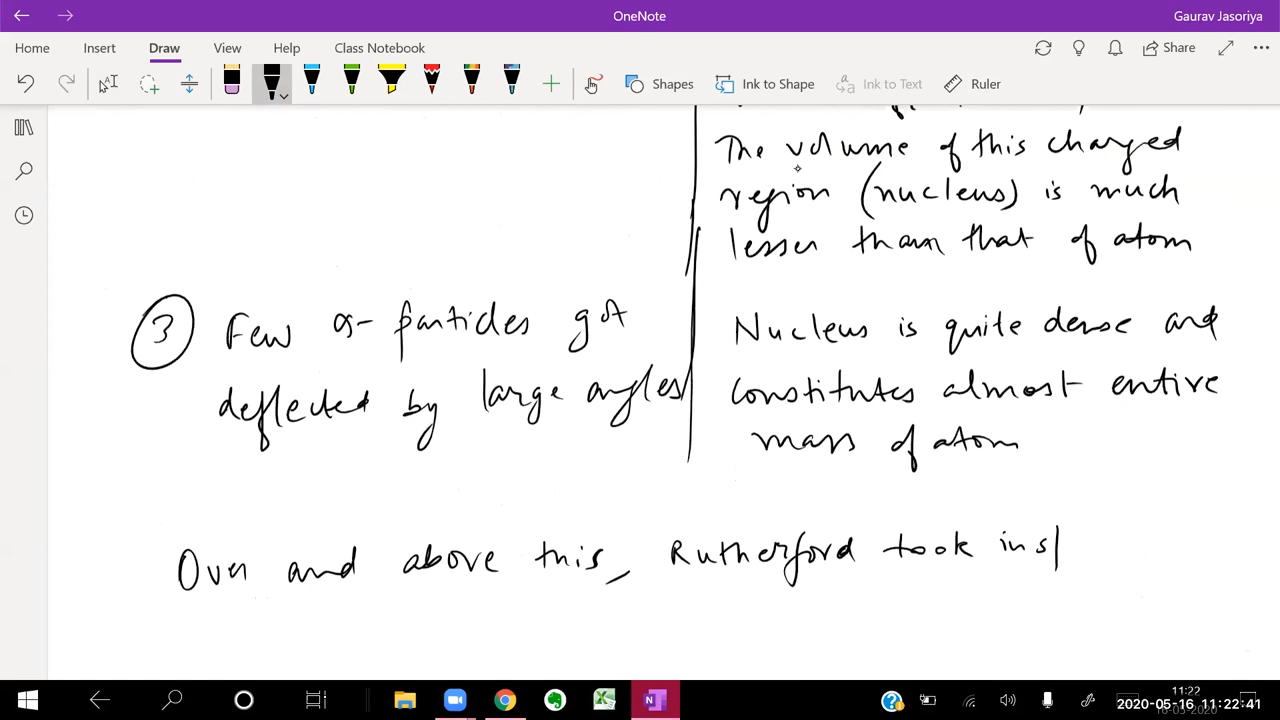 OneNote
Gaurav Jasoriya
Home Insert Draw View Help Class Notebook Share
Shapes Ink to Shape Ink to Text Ruler
The volume of this charged
region (nucleus) is much
lesser than that of atom
3 Few α- particles got
deflected by large angles
Nucleus is quite dense and
constitutes almost entire
mass of atom
Over and above this, Rutherford took ins
11:22
2020-05-16 11:22:41